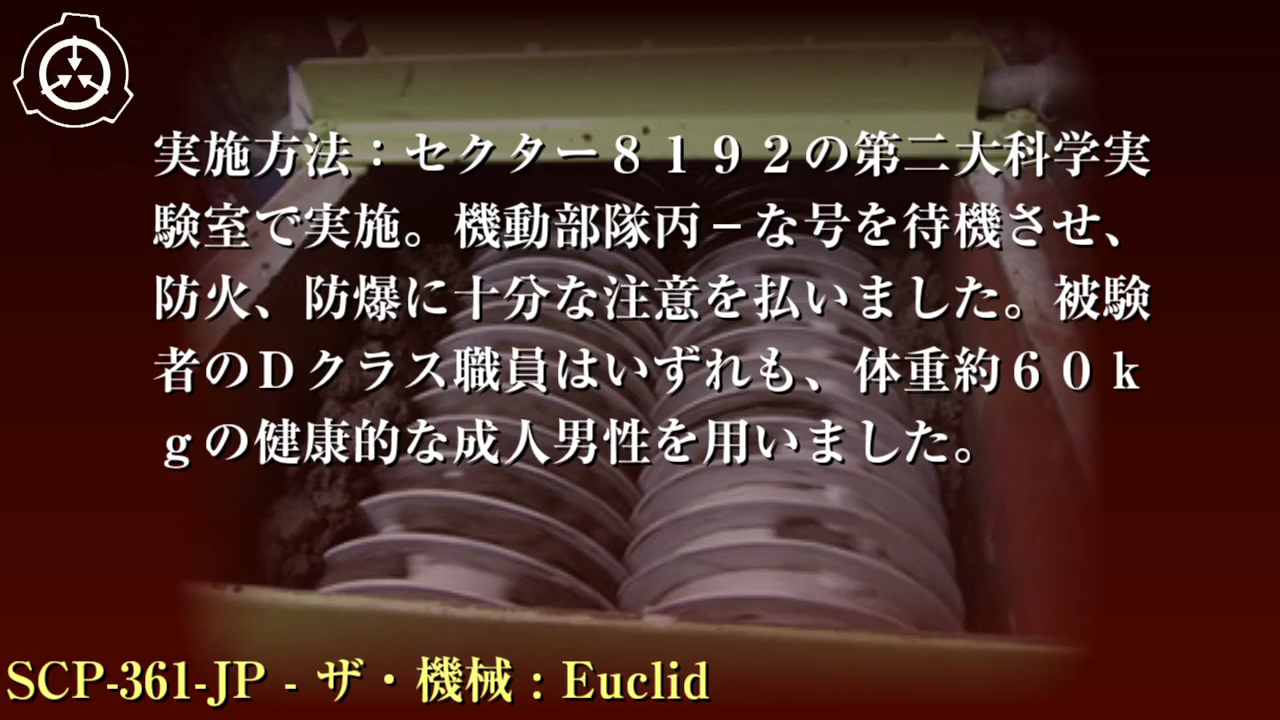 実施方法：セクター８１９２の第二大科学実
験室で実施。機動部隊丙－な号を待機させ、
防火、防爆に十分な注意を払いました。被験
者のＤクラス職員はいずれも、体重約６０ｋ
ｇの健康的な成人男性を用いました。
SCP-361-JP - ザ・機械 : Euclid